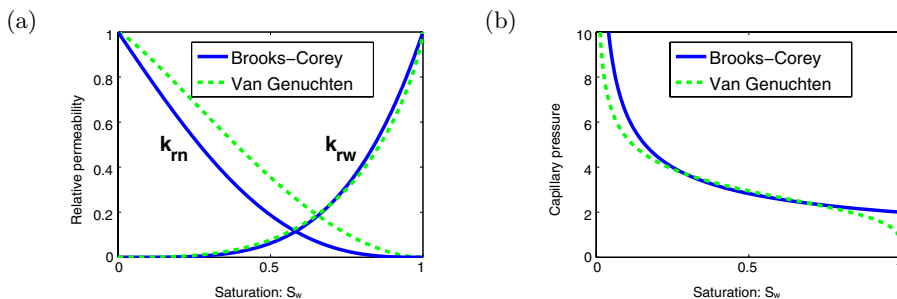 (a)
Relative permeability
1
0.8
0.6
0.4
0.2
0
Brooks−Corey
Van Genuchten
k_rn
k_rw
0
0.5
1
Saturation: S_w
(b)
Capillary pressure
10
8
6
4
2
0
Brooks−Corey
Van Genuchten
0
0.5
1
Saturation: S_w